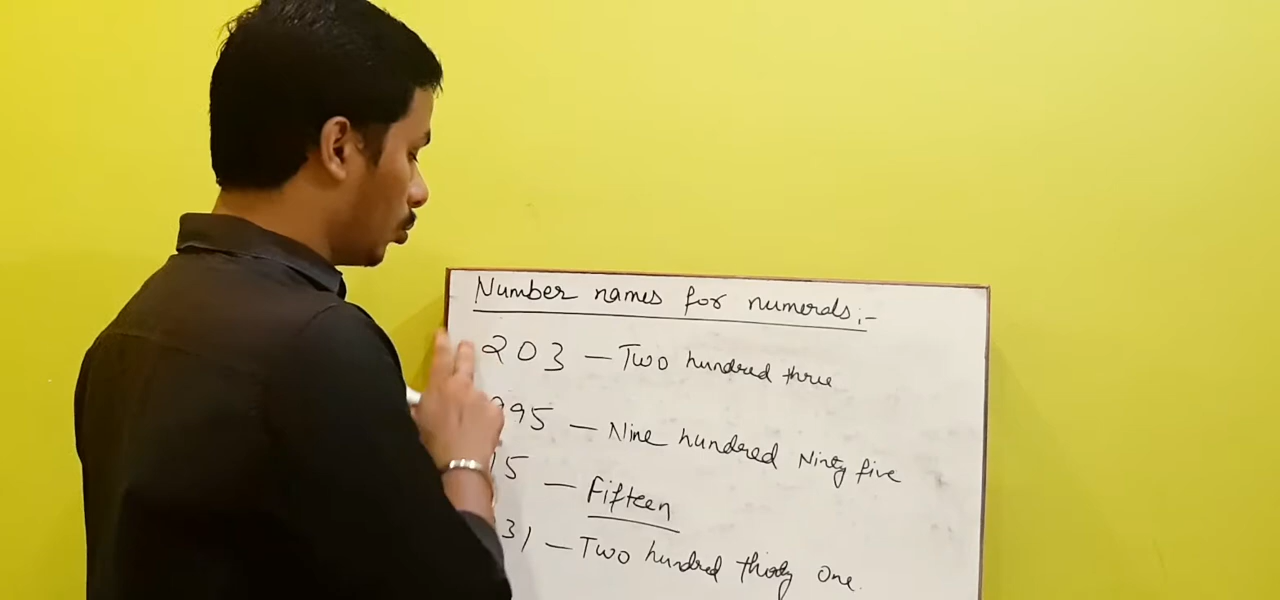 Number names for numerals:-
203 - Two hundred three
995 - Nine hundred Ninty five
15 - Fifteen
31 - Two hundred thirty one.